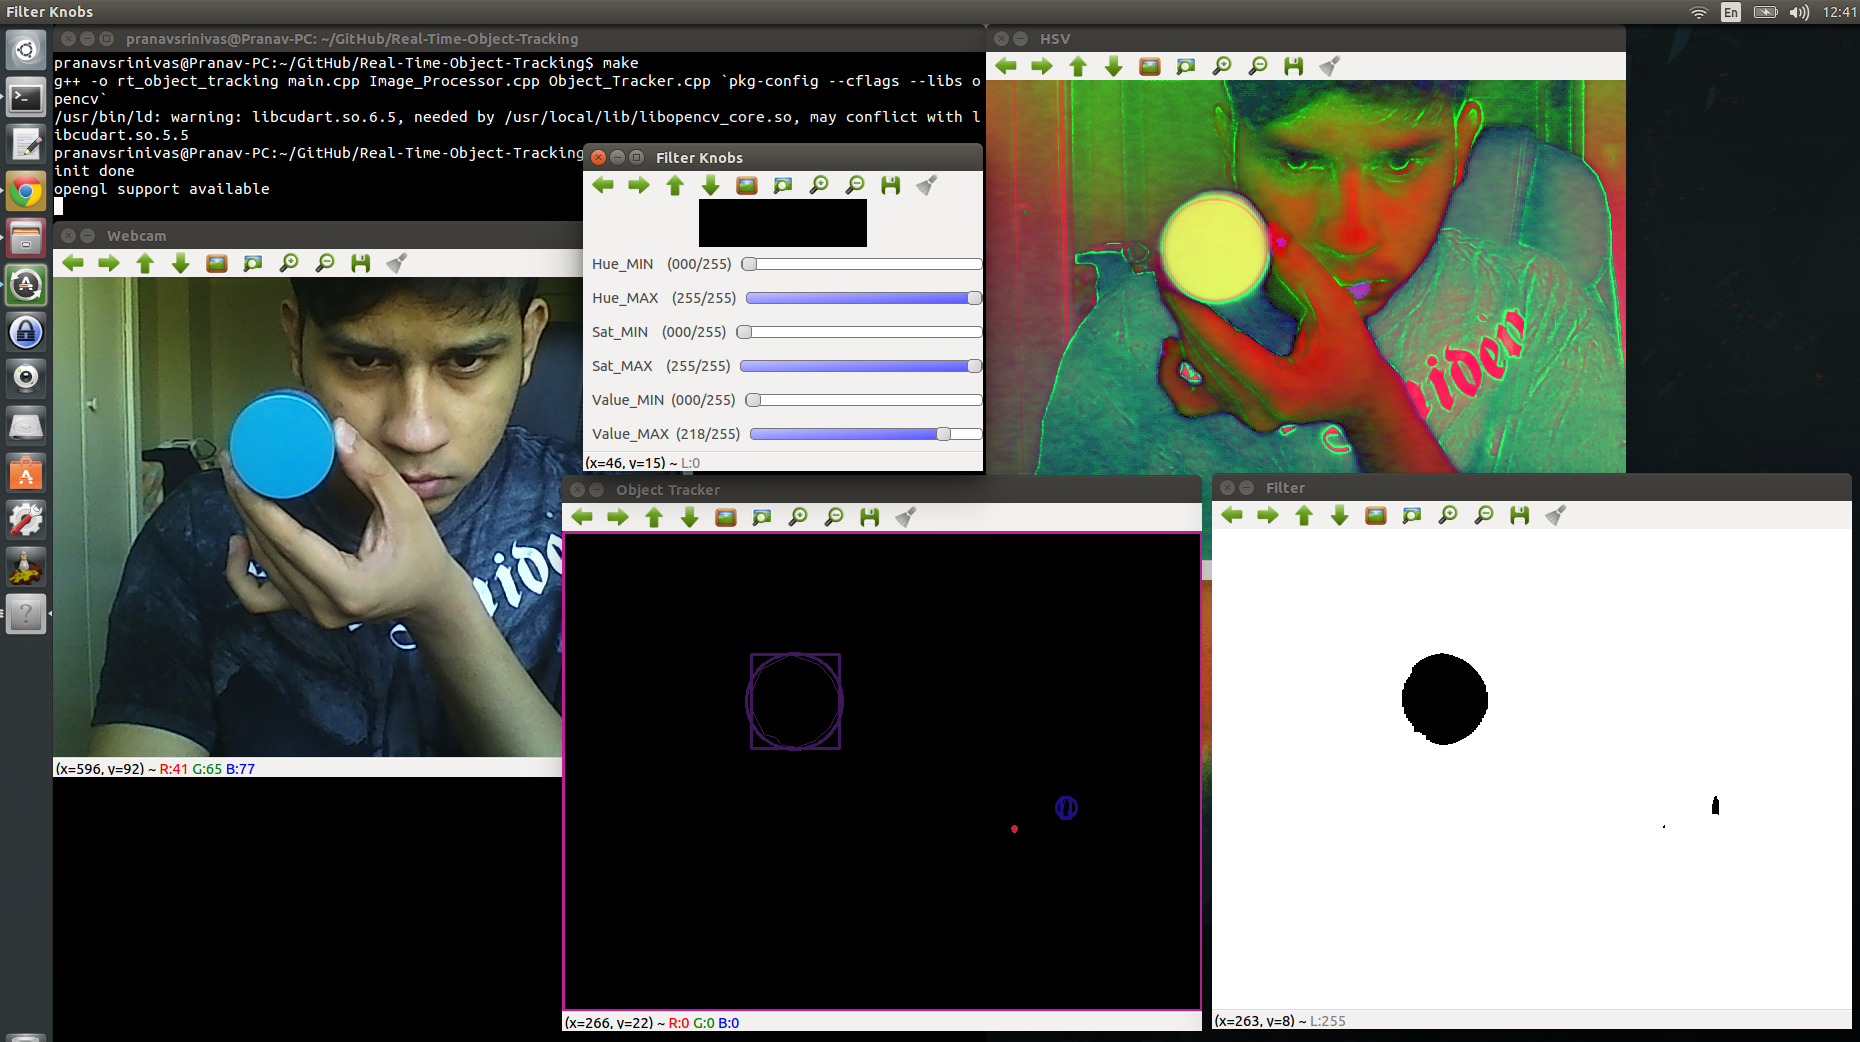 Filter Knobs
En
12:41
pranavsrinivas@Pranav-PC: ~/GitHub/Real-Time-Object-Tracking
pranavsrinivas@Pranav-PC:~/GitHub/Real-Time-Object-Tracking$ make
g++ -o rt_object_tracking main.cpp Image_Processor.cpp Object_Tracker.cpp `pkg-config --cflags --libs o
pencv`
/usr/bin/ld: warning: libcudart.so.6.5, needed by /usr/local/lib/libopencv_core.so, may conflict with l
ibcudart.so.5.5
pranavsrinivas@Pranav-PC:~/GitHub/Real-Time-Object-Tracking
init done
opengl support available
HSV
Filter Knobs
Hue_MIN (000/255)
Hue_MAX (255/255)
Sat_MIN (000/255)
Sat_MAX (255/255)
Value_MIN (000/255)
Value_MAX (218/255)
(x=46, y=15) ~ L:0
Webcam
(x=596, y=92) ~ R:41 G:65 B:77
Object Tracker
(x=266, y=22) ~ R:0 G:0 B:0
Filter
(x=263, y=8) ~ L:255